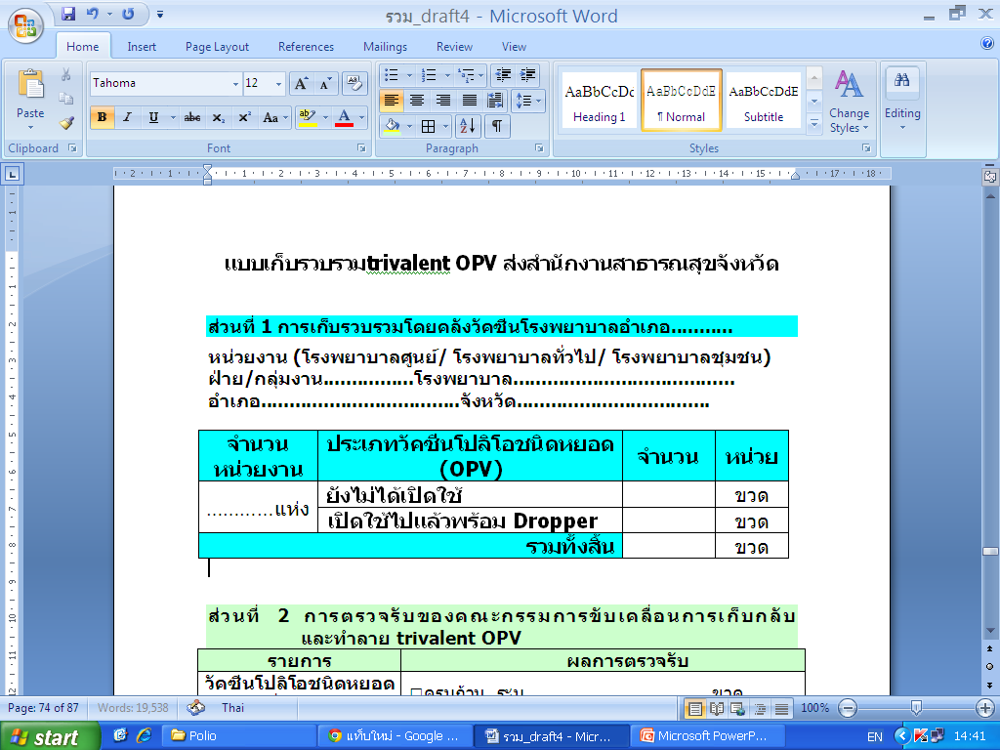 รวม_draft4 - Microsoft Word
Home Insert Page Layout References Mailings Review View
Tahoma 12
Paste
B I U abc x₂ x² Aa
AaBbCcDc AaBbCcDdE AaBbCcDdE
Heading 1 ¶ Normal Subtitle
Change Styles
Editing
Clipboard Font Paragraph Styles
แบบเก็บรวบรวมtrivalent OPV ส่งสำนักงานสาธารณสุขจังหวัด
ส่วนที่ 1 การเก็บรวบรวมโดยคลังวัคซีนโรงพยาบาลอำเภอ...........
หน่วยงาน (โรงพยาบาลศูนย์/ โรงพยาบาลทั่วไป/ โรงพยาบาลชุมชน)
ฝ่าย/กลุ่มงาน................โรงพยาบาล.......................................
อำเภอ...................................จังหวัด..................................
จำนวน ประเภทวัคซีนโปลิโอชนิดหยอด จำนวน หน่วย
หน่วยงาน (OPV)
ยังไม่ได้เปิดใช้ ขวด
............แห่ง
เปิดใช้ไปแล้วพร้อม Dropper ขวด
รวมทั้งสิ้น ขวด
ส่วนที่ 2 การตรวจรับของคณะกรรมการขับเคลื่อนการเก็บกลับ
และทำลาย trivalent OPV
รายการ ผลการตรวจรับ
วัคซีนโปลิโอชนิดหยอด
ขวด
Page: 74 of 87 Words: 19,538 Thai 100%
start Polio แท็บใหม่ - Google ... รวม_draft4 - Micr... Microsoft PowerP... EN 14:41